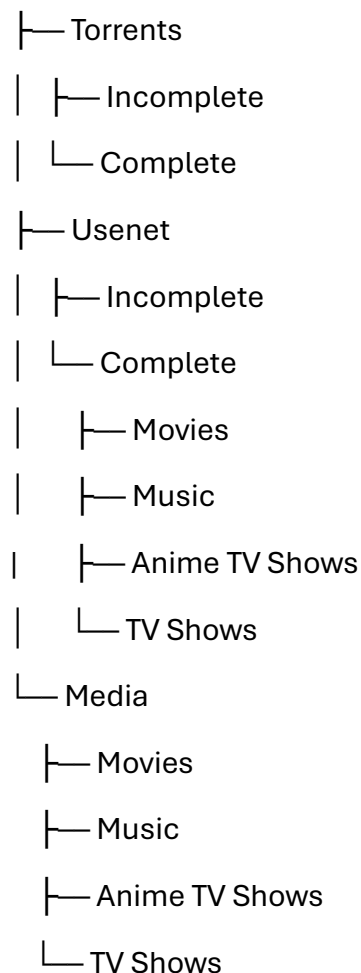 ├── Torrents
│   ├── Incomplete
│   └── Complete
├── Usenet
│   ├── Incomplete
│   └── Complete
│       ├── Movies
│       ├── Music
|       ├── Anime TV Shows
│       └── TV Shows
└── Media
    ├── Movies
    ├── Music
    ├── Anime TV Shows
    └── TV Shows